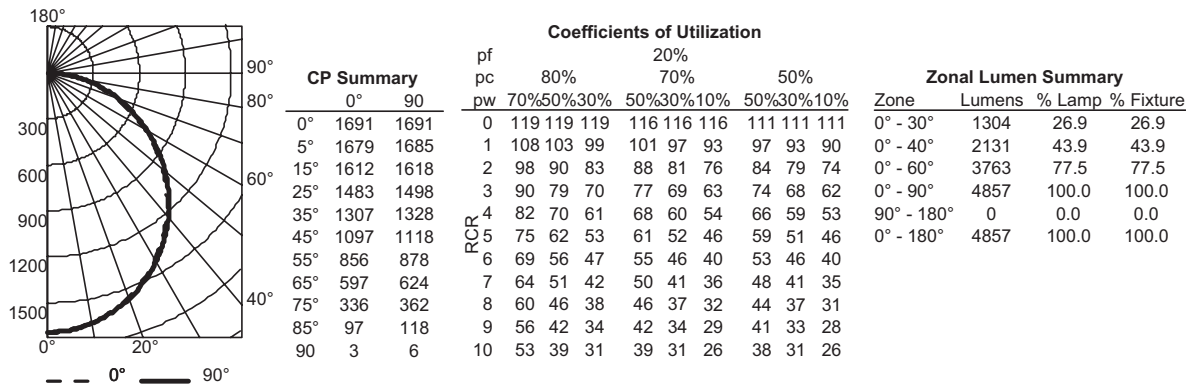 180°
90°
80°
60°
40°
20°
0°
300
600
900
1200
1500
0° 90°
CP Summary
0° 90
0° 1691 1691
5° 1679 1685
15° 1612 1618
25° 1483 1498
35° 1307 1328
45° 1097 1118
55° 856 878
65° 597 624
75° 336 362
85° 97 118
90 3 6
Coefficients of Utilization
pf 20%
pc 80% 70% 50%
pw 70%50%30% 50%30%10% 50%30%10%
RCR
0 119 119 119 116 116 116 111 111 111
1 108 103 99 101 97 93 97 93 90
2 98 90 83 88 81 76 84 79 74
3 90 79 70 77 69 63 74 68 62
4 82 70 61 68 60 54 66 59 53
5 75 62 53 61 52 46 59 51 46
6 69 56 47 55 46 40 53 46 40
7 64 51 42 50 41 36 48 41 35
8 60 46 38 46 37 32 44 37 31
9 56 42 34 42 34 29 41 33 28
10 53 39 31 39 31 26 38 31 26
Zonal Lumen Summary
Zone Lumens % Lamp % Fixture
0° - 30° 1304 26.9 26.9
0° - 40° 2131 43.9 43.9
0° - 60° 3763 77.5 77.5
0° - 90° 4857 100.0 100.0
90° - 180° 0 0.0 0.0
0° - 180° 4857 100.0 100.0